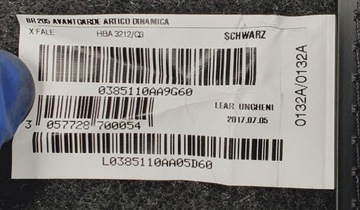 BR 205 AVANTGARDE ARTICO DINAMICA
X FALE HBA 3212/Q3 SCHWARZ
0385110AA9G60
LEAR UNGHENI
3 057728 700054
2017.07.05
L0385110AA05D60
0132A/0132A